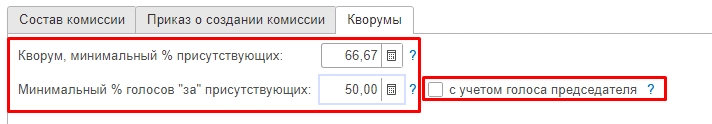 Состав комиссии Приказ о создании комиссии Кворумы
Кворум, минимальный % присутствующих: 66,67 ?
Минимальный % голосов "за" присутствующих: 50,00 ? с учетом голоса председателя ?